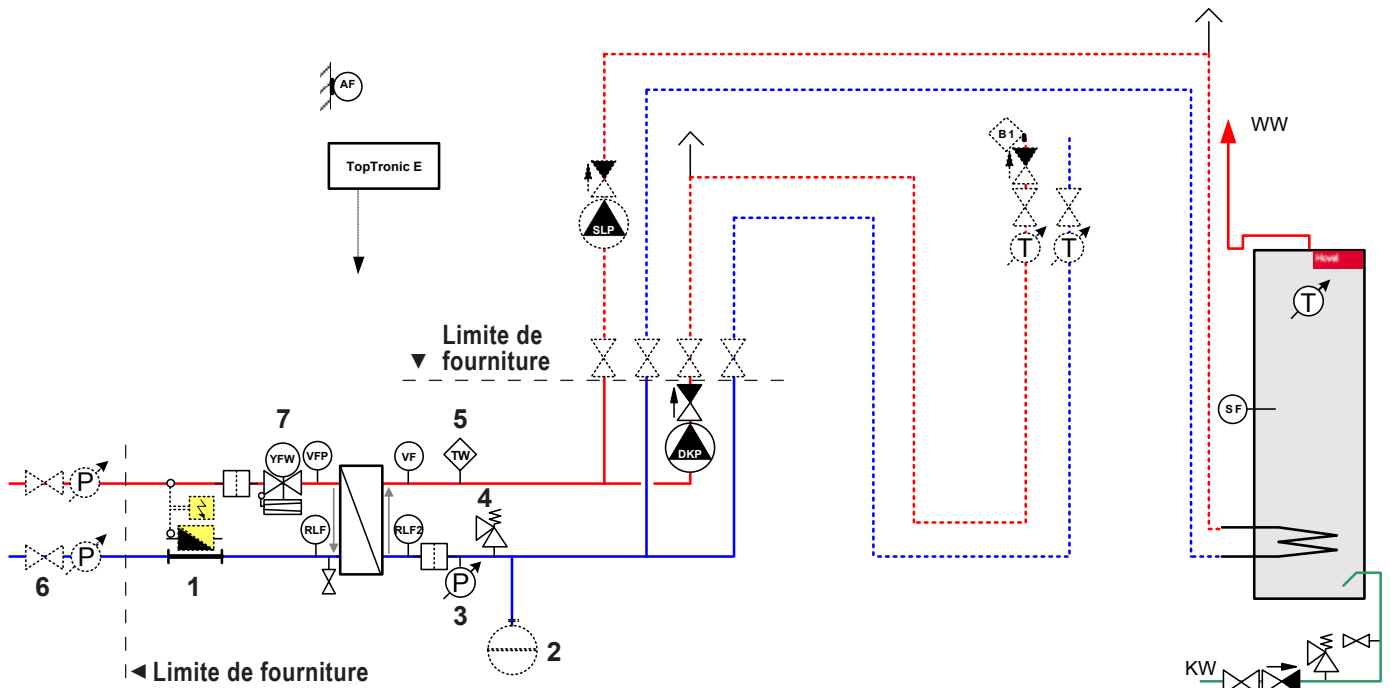 AF
WW
B1
TopTronic E
SLP
T
T
Hoval
T
Limite de
▼ fourniture
SF
7
5
YFW
VFP
VF
TW
DKP
P
4
P
RLF
RLF2
P
6
1
3
2
◄ Limite de fourniture
KW